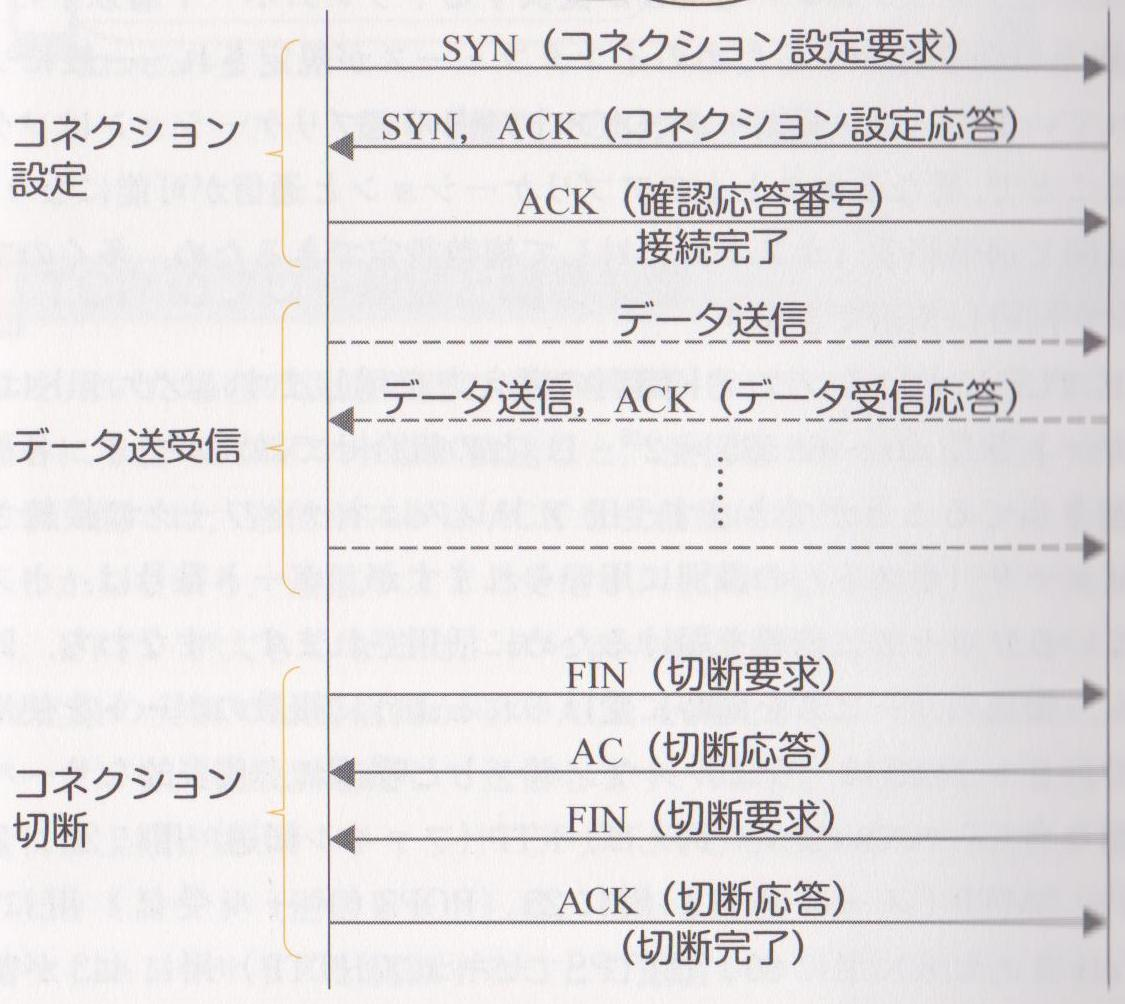 SYN（コネクション設定要求）
SYN, ACK（コネクション設定応答）
コネクション
設定
ACK（確認応答番号）
接続完了
データ送信
データ送信，ACK（データ受信応答）
データ送受信
FIN（切断要求）
AC（切断応答）
コネクション
切断
FIN（切断要求）
ACK（切断応答）
（切断完了）